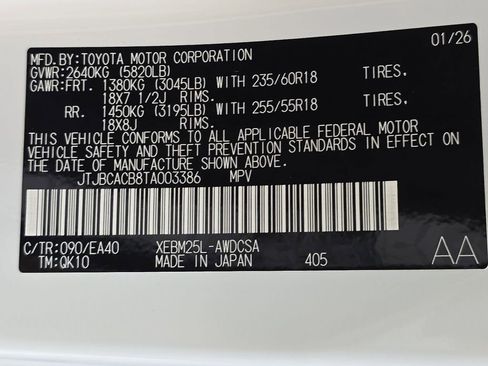 MFD.BY:TOYOTA MOTOR CORPORATION 01/26
GVWR:2640KG (5820LB)
GAWR:FRT. 1380KG (3045LB) WITH 235/60R18 TIRES.
18X7 1/2J RIMS.
RR. 1450KG (3195LB) WITH 255/55R18 TIRES.
18X8J RIMS.
THIS VEHICLE CONFORMS TO ALL APPLICABLE FEDERAL MOTOR
VEHICLE SAFETY AND THEFT PREVENTION STANDARDS IN EFFECT ON
THE DATE OF MANUFACTURE SHOWN ABOVE.
JTJBCACB8TA003386 MPV
C/TR:090/EA40 XEBM25L-AWDCSA AA
TM:QK10 MADE IN JAPAN 405